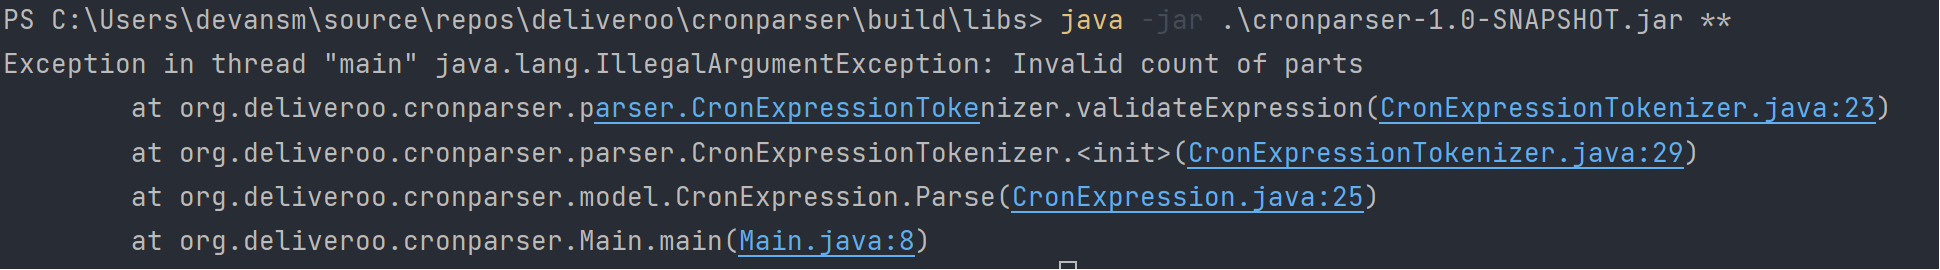 PS C:\Users\devansm\source\repos\deliveroo\cronparser\build\libs> java -jar .\cronparser-1.0-SNAPSHOT.jar **
Exception in thread "main" java.lang.IllegalArgumentException: Invalid count of parts
        at org.deliveroo.cronparser.parser.CronExpressionTokenizer.validateExpression(CronExpressionTokenizer.java:23)
        at org.deliveroo.cronparser.parser.CronExpressionTokenizer.<init>(CronExpressionTokenizer.java:29)
        at org.deliveroo.cronparser.model.CronExpression.Parse(CronExpression.java:25)
        at org.deliveroo.cronparser.Main.main(Main.java:8)